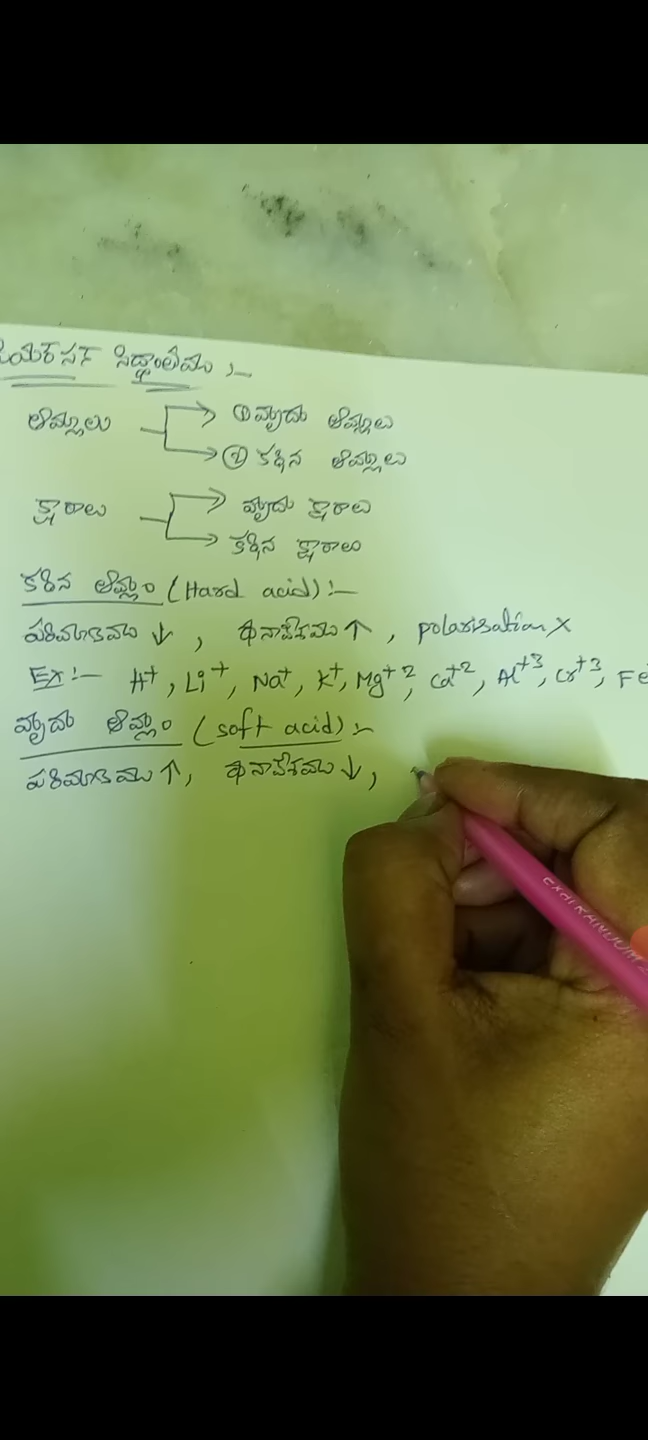 పియర్‌సన్ సిద్ధాంతము :-
ఆమ్లాలు → ① మృదు ఆమ్లాలు
→ ② కఠిన ఆమ్లాలు
క్షారాలు → మృదు క్షారాలు
→ కఠిన క్షారాలు
కఠిన ఆమ్లం (Hard acid) :-
పరిమాణము ↓, ధనావేశము ↑, polarisation ×
Ex :- H⁺, Li⁺, Na⁺, K⁺, Mg⁺², Ca⁺², Al⁺³, Cr⁺³, Fe
మృదు ఆమ్లం (soft acid) :-
పరిమాణము ↑, ధనావేశము ↓,